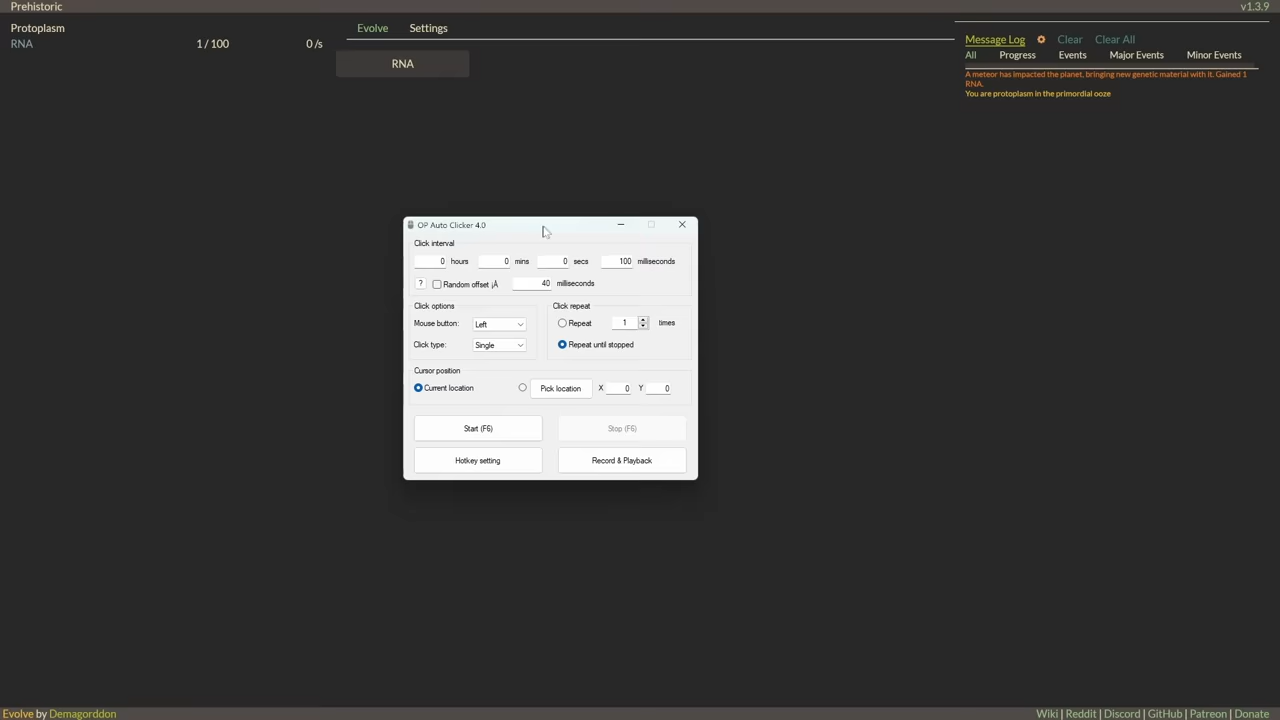 Prehistoric
v1.3.9
Protoplasm
RNA 1 / 100 0 /s
Evolve Settings
RNA
Message Log Clear Clear All
All Progress Events Major Events Minor Events
A meteor has impacted the planet, bringing new genetic material with it. Gained 1
RNA.
You are protoplasm in the primordial ooze
OP Auto Clicker 4.0
Click interval
0 hours 0 mins 0 secs 100 milliseconds
? Random offset ¡À 40 milliseconds
Click options
Mouse button: Left
Click type: Single
Click repeat
Repeat 1 times
Repeat until stopped
Cursor position
Current location Pick location X 0 Y 0
Start (F6) Stop (F6)
Hotkey setting Record & Playback
Evolve by Demagorddon
Wiki | Reddit | Discord | GitHub | Patreon | Donate